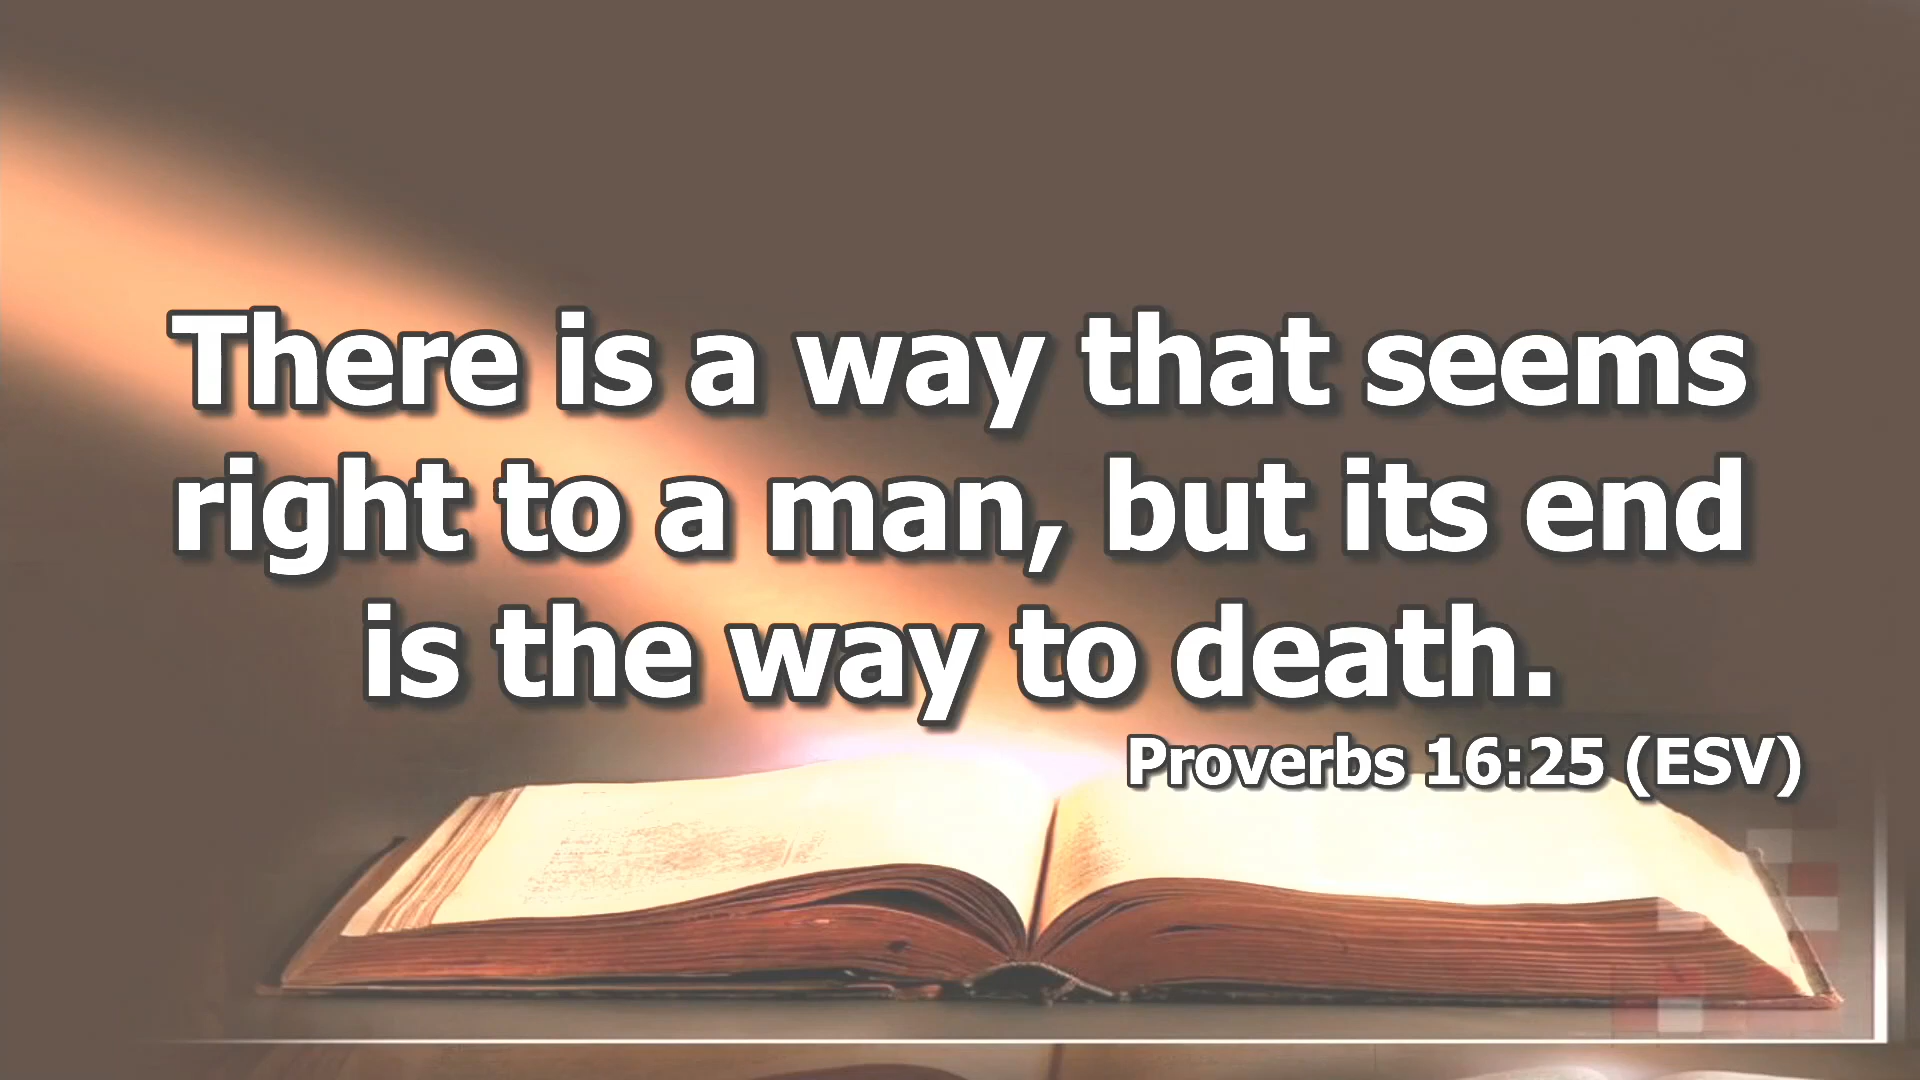 There is a way that seems
right to a man, but its end
is the way to death.
Proverbs 16:25 (ESV)